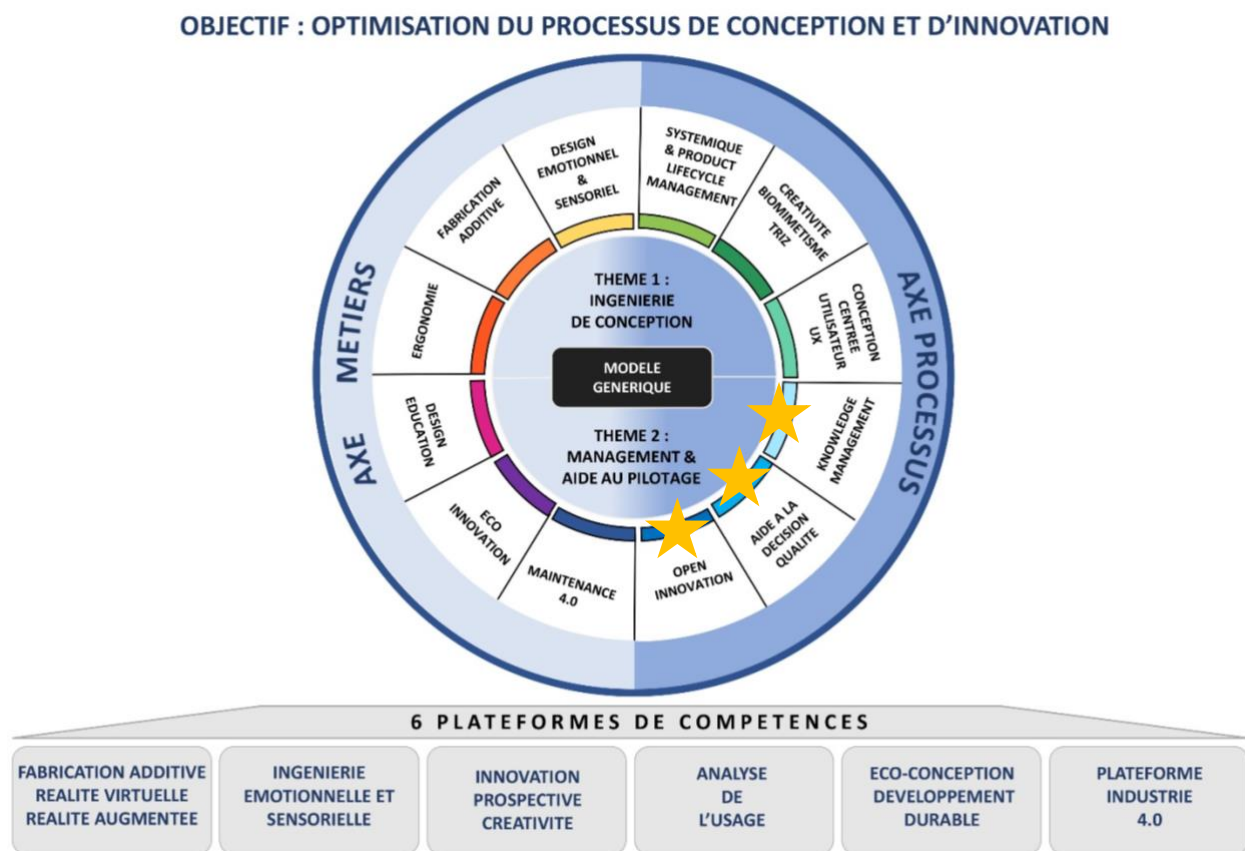 OBJECTIF : OPTIMISATION DU PROCESSUS DE CONCEPTION ET D'INNOVATION
DESIGN
EMOTIONNEL
&
SENSORIEL
SYSTEMIQUE
& PRODUCT
LIFECYCLE
MANAGEMENT
FABRICATION
ADDITIVE
CREATIVITE
BIOMIMETISME
TRIZ
ERGONOMIE
CONCEPTION
CENTREE
UTILISATEUR
UX
AXE METIERS
AXE PROCESSUS
THEME 1 :
INGENIERIE
DE CONCEPTION
MODELE
GENERIQUE
THEME 2 :
MANAGEMENT &
AIDE AU PILOTAGE
DESIGN
EDUCATION
KNOWLEDGE
MANAGEMENT
ECO
INNOVATION
AIDE A LA
DECISION
QUALITE
MAINTENANCE
4.0
OPEN
INNOVATION
6 PLATEFORMES DE COMPETENCES
FABRICATION ADDITIVE
REALITE VIRTUELLE
REALITE AUGMENTEE
INGENIERIE
EMOTIONNELLE ET
SENSORIELLE
INNOVATION
PROSPECTIVE
CREATIVITE
ANALYSE
DE
L'USAGE
ECO-CONCEPTION
DEVELOPPEMENT
DURABLE
PLATEFORME
INDUSTRIE
4.0